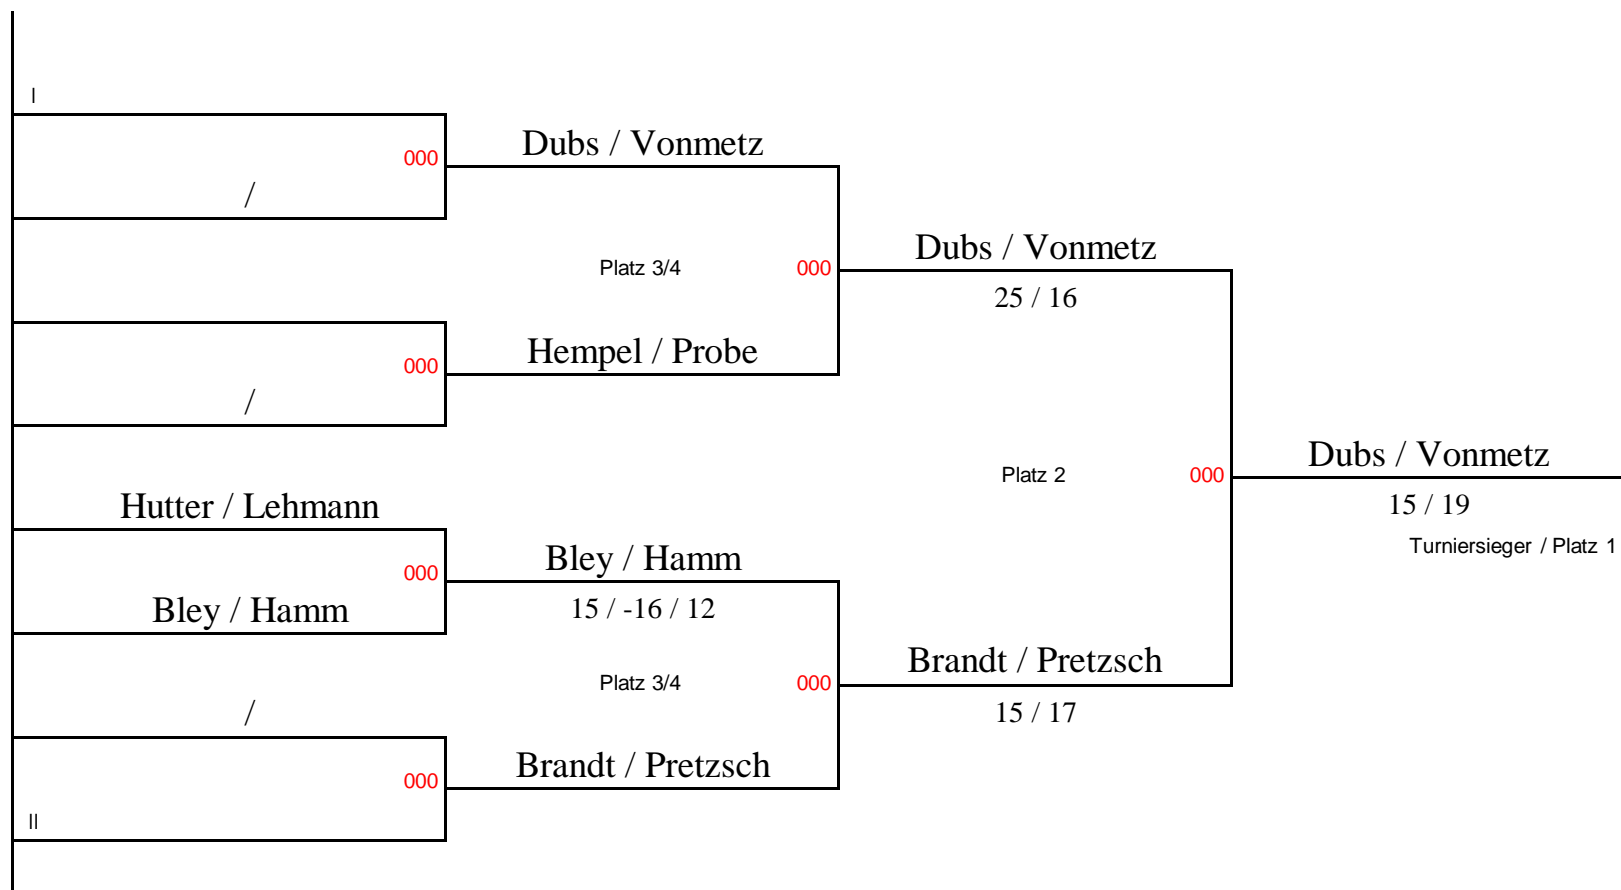 I
000
Dubs / Vonmetz
/
Platz 3/4
000
Dubs / Vonmetz
25 / 16
000
Hempel / Probe
/
Platz 2
000
Dubs / Vonmetz
15 / 19
Turniersieger / Platz 1
Hutter / Lehmann
000
Bley / Hamm
15 / -16 / 12
Bley / Hamm
Platz 3/4
000
Brandt / Pretzsch
15 / 17
/
000
Brandt / Pretzsch
II